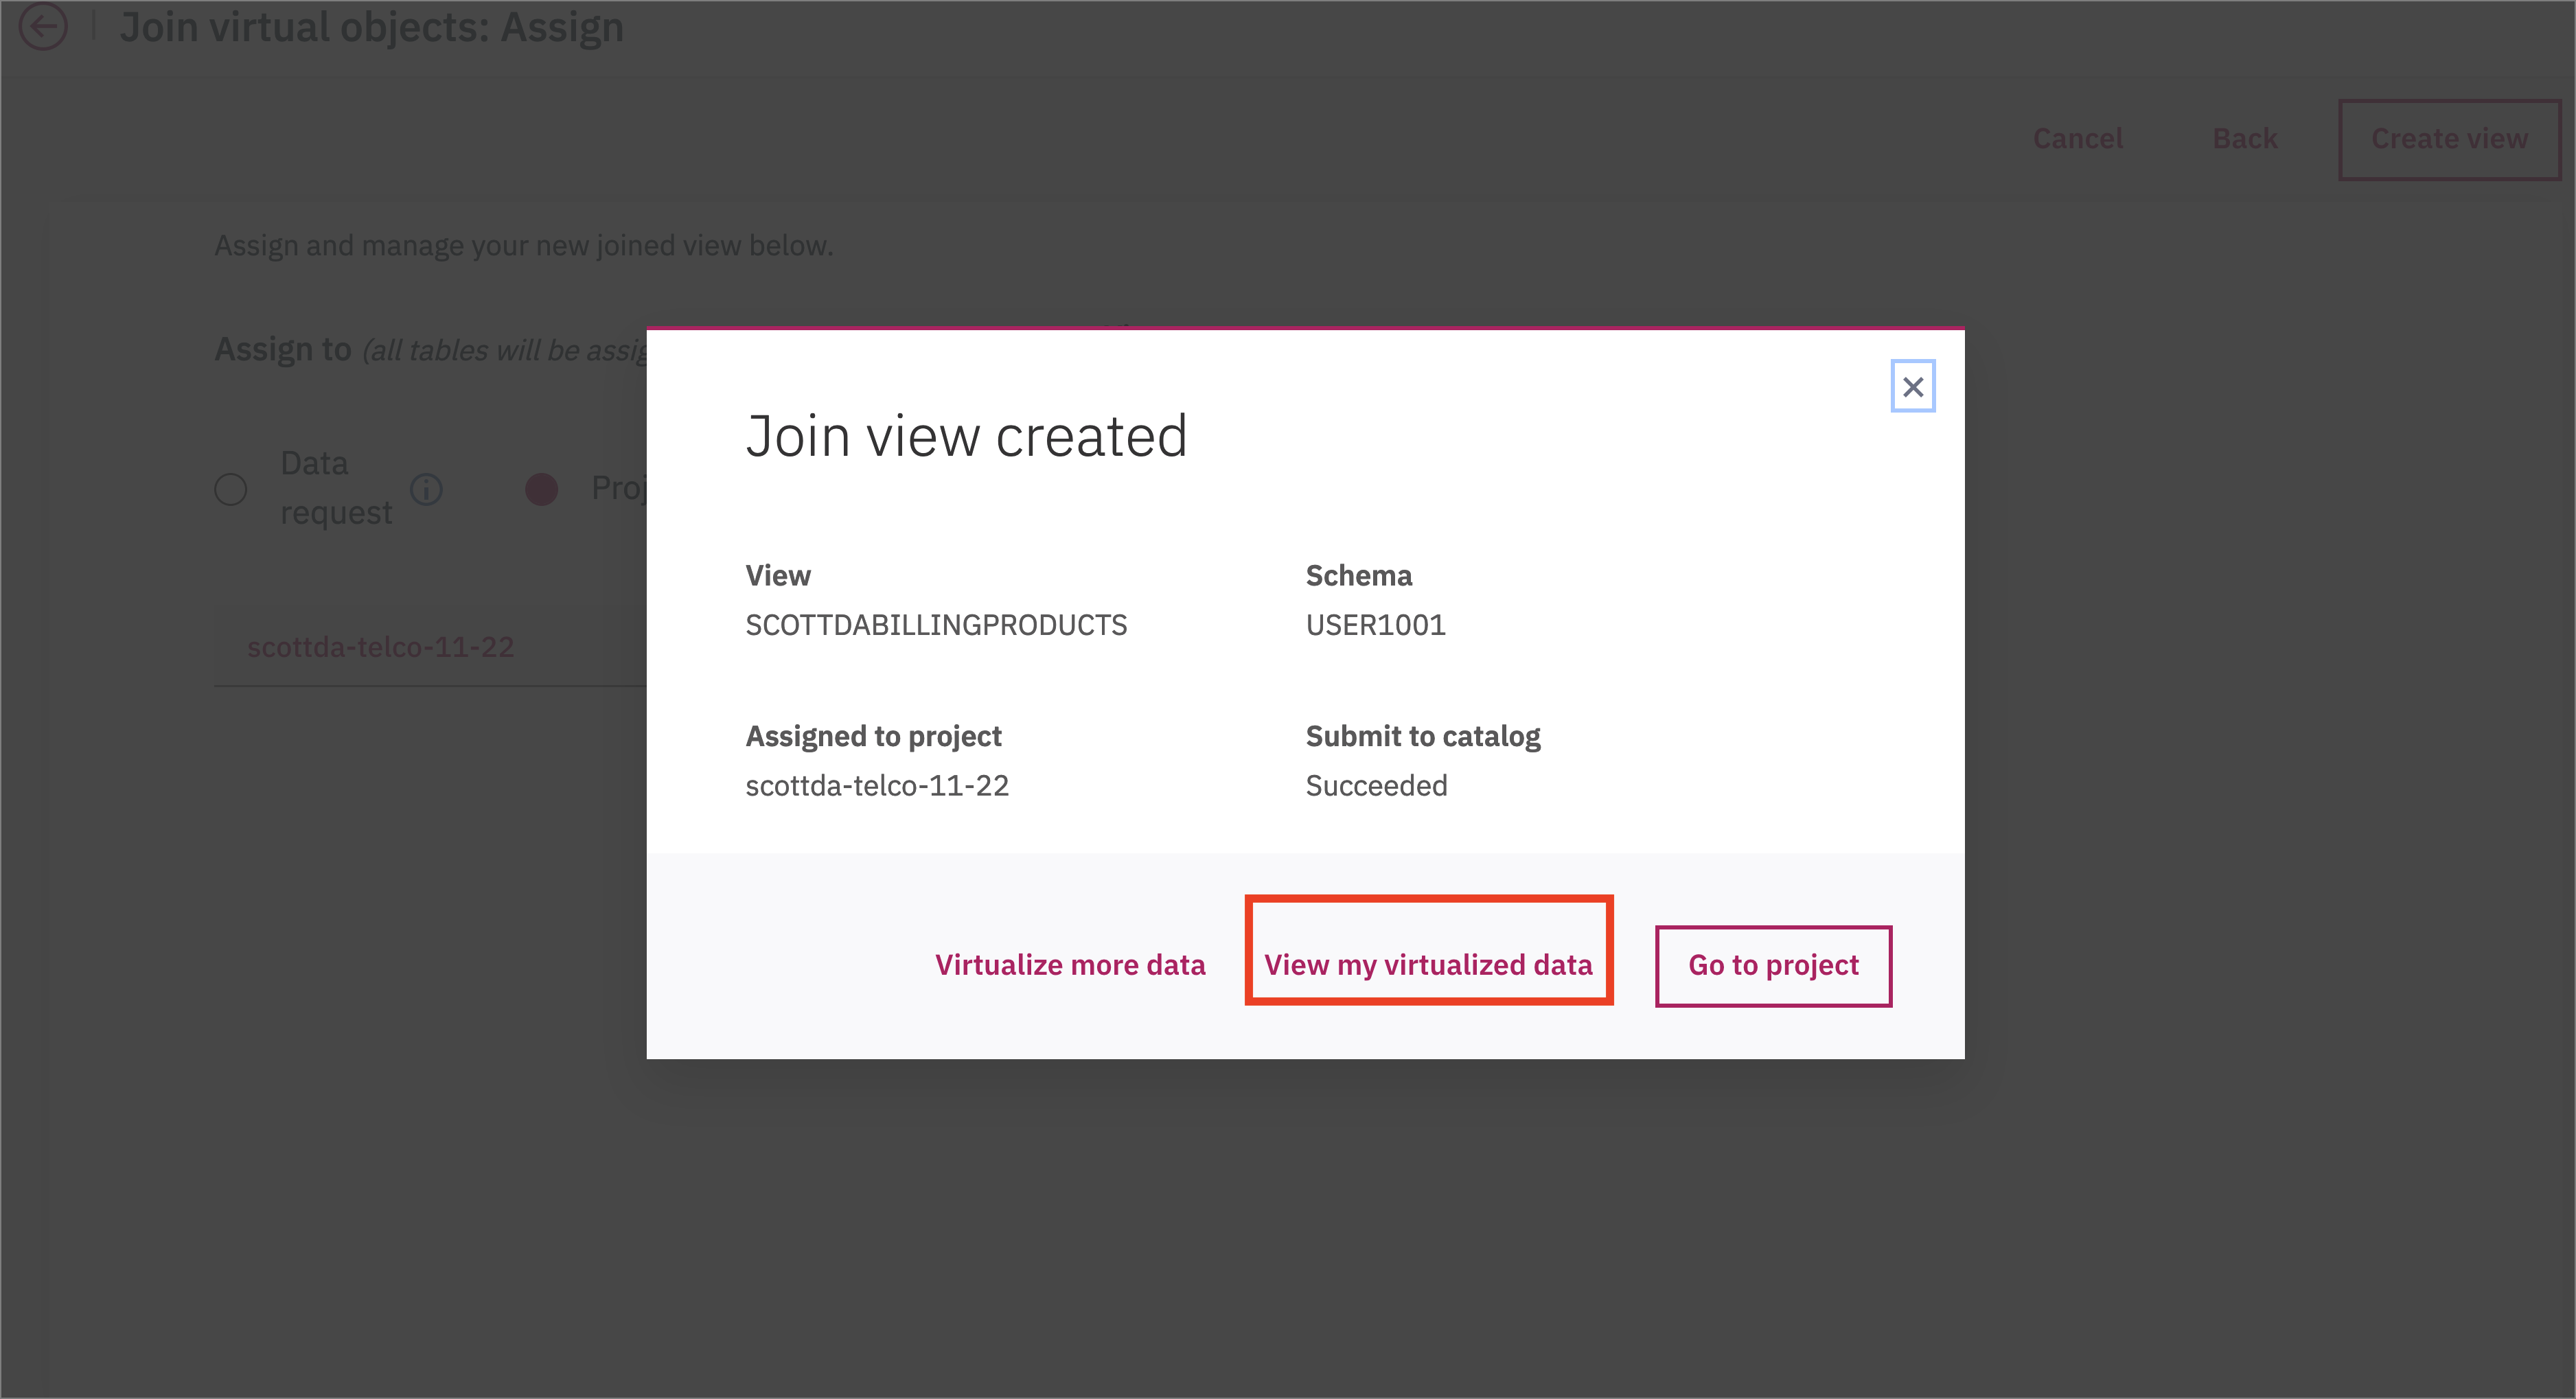 Join virtual objects: Assign
Cancel Back Create view
Assign and manage your new joined view below.
Assign to (all tables will be assig
Data request
Proj
scottda-telco-11-22
Join view created
View
SCOTTDABILLINGPRODUCTS
Schema
USER1001
Assigned to project
scottda-telco-11-22
Submit to catalog
Succeeded
Virtualize more data View my virtualized data Go to project